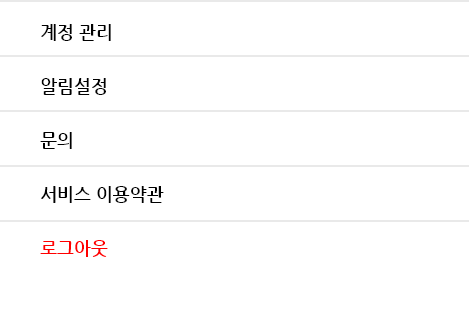 계정 관리
알림설정
문의
서비스 이용약관
로그아웃